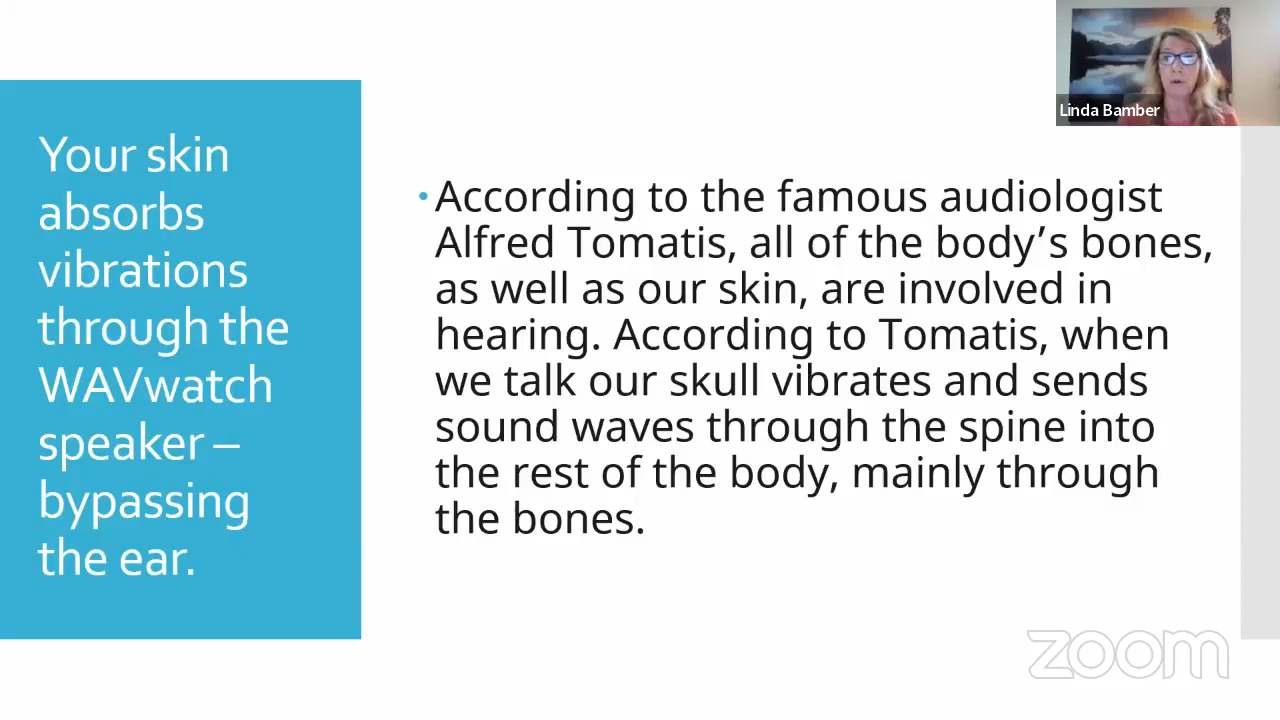 Your skin
absorbs
vibrations
through the
WAVwatch
speaker –
bypassing
the ear.
• According to the famous audiologist
Alfred Tomatis, all of the body’s bones,
as well as our skin, are involved in
hearing. According to Tomatis, when
we talk our skull vibrates and sends
sound waves through the spine into
the rest of the body, mainly through
the bones.
Linda Bamber
zoom